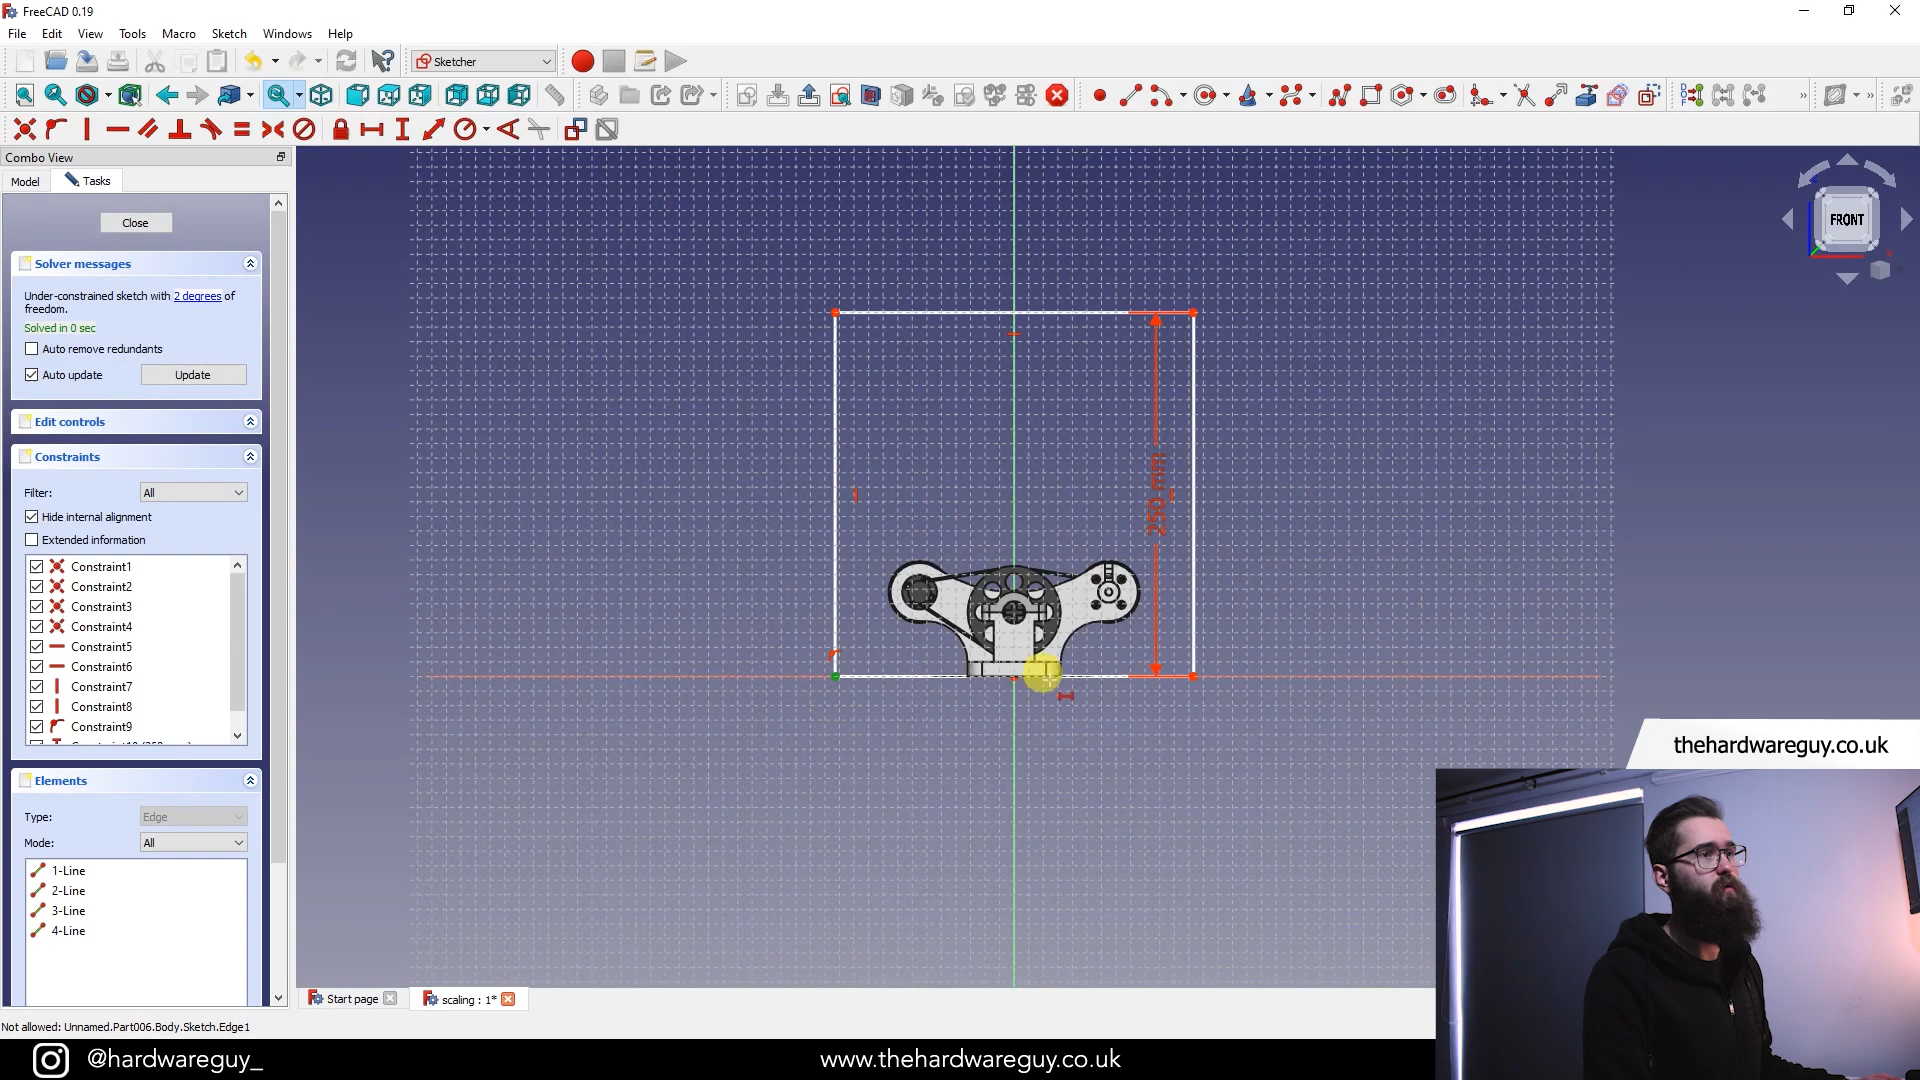 FreeCAD 0.19
File Edit View Tools Macro Sketch Windows Help
Sketcher
Combo View
Model Tasks
Close
Solver messages
Under-constrained sketch with 2 degrees of
freedom.
Solved in 0 sec
Auto remove redundants
Auto update Update
Edit controls
Constraints
Filter: All
Hide internal alignment
Extended information
Constraint1
Constraint2
Constraint3
Constraint4
Constraint5
Constraint6
Constraint7
Constraint8
Constraint9
Elements
Type: Edge
Mode: All
1-Line
2-Line
3-Line
4-Line
250 mm
FRONT
Start page scaling : 1*
Not allowed: Unnamed.Part006.Body.Sketch.Edge1
thehardwareguy.co.uk
@hardwareguy_ www.thehardwareguy.co.uk